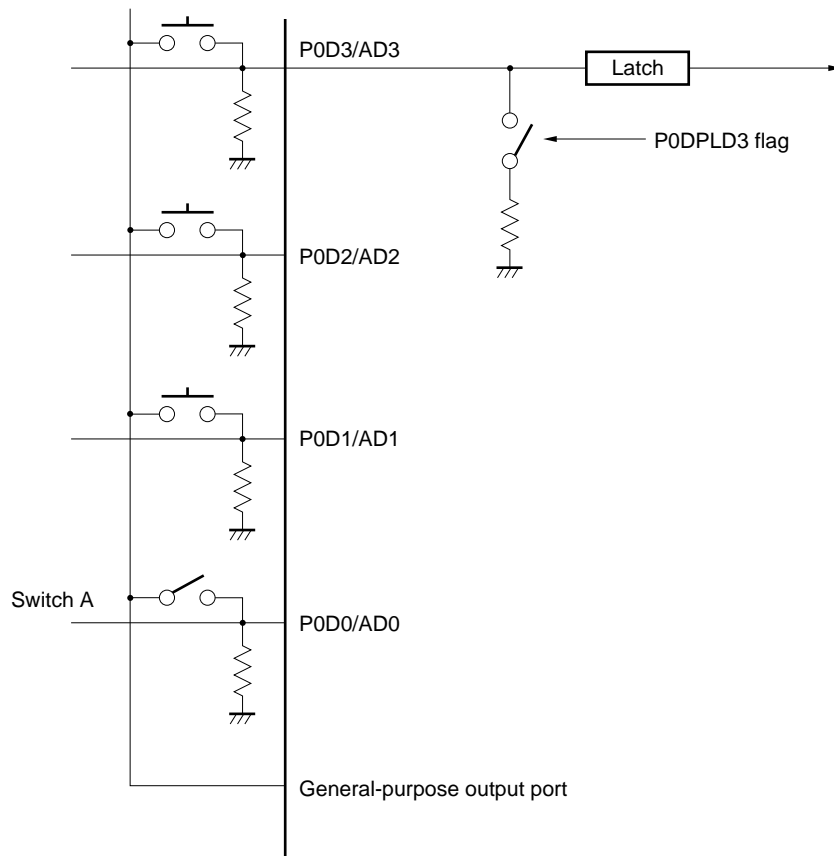 P0D3/AD3
Latch
P0DPLD3 flag
P0D2/AD2
P0D1/AD1
Switch A
P0D0/AD0
General-purpose output port